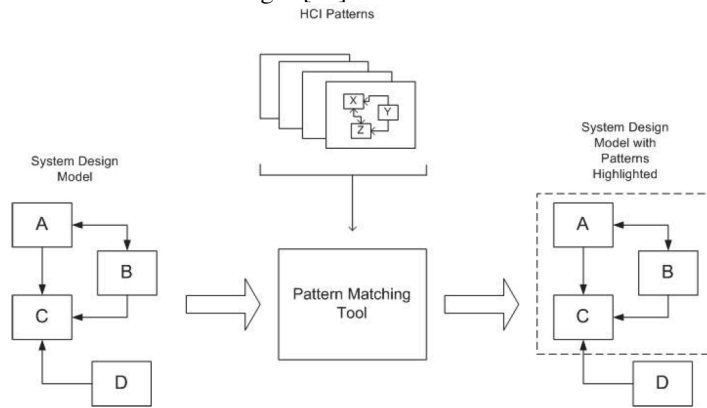 HCI Patterns
X
Y
Z
System Design
Model
A
B
C
D
Pattern Matching
Tool
System Design
Model with
Patterns
Highlighted
A
B
C
D